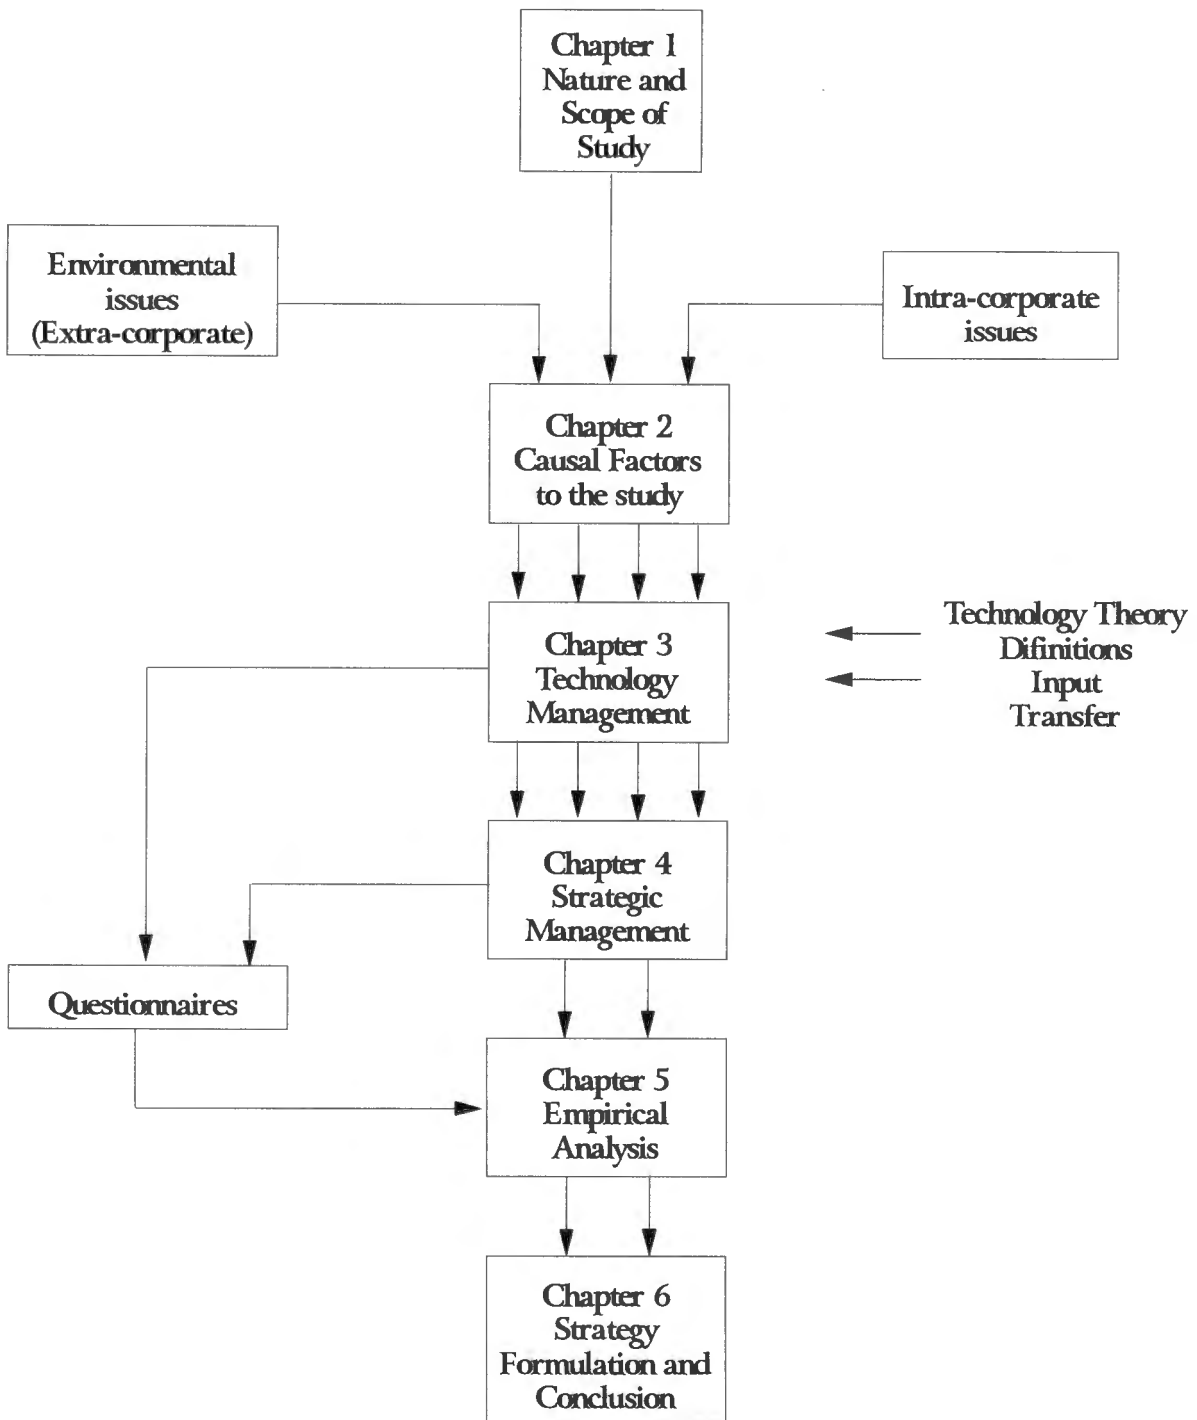 Chapter 1
Nature and
Scope of
Study
Environmental
issues
(Extra-corporate)
Intra-corporate
issues
Chapter 2
Causal Factors
to the study
Chapter 3
Technology
Management
Technology Theory
Difinitions
Input
Transfer
Chapter 4
Strategic
Management
Questionnaires
Chapter 5
Empirical
Analysis
Chapter 6
Strategy
Formulation and
Conclusion